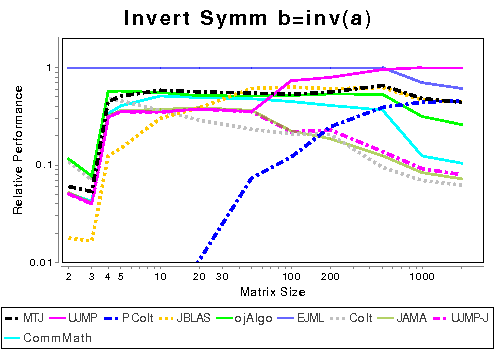 Invert Symm b=inv(a)
Relative Performance
1
0.1
0.01
2 3 4 5 10 20 30 100 200 1000
Matrix Size
MTJ UJMP PColt JBLAS ojAlgo EJML Colt JAMA UJMP-J
CommMath